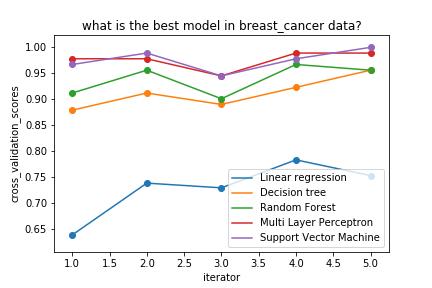 what is the best model in breast_cancer data?
1.00
0.95
0.90
0.85
0.80
0.75
0.70
0.65
cross_validation_scores
Linear regression
Decision tree
Random Forest
Multi Layer Perceptron
Support Vector Machine
1.0 1.5 2.0 2.5 3.0 3.5 4.0 4.5 5.0
iterator